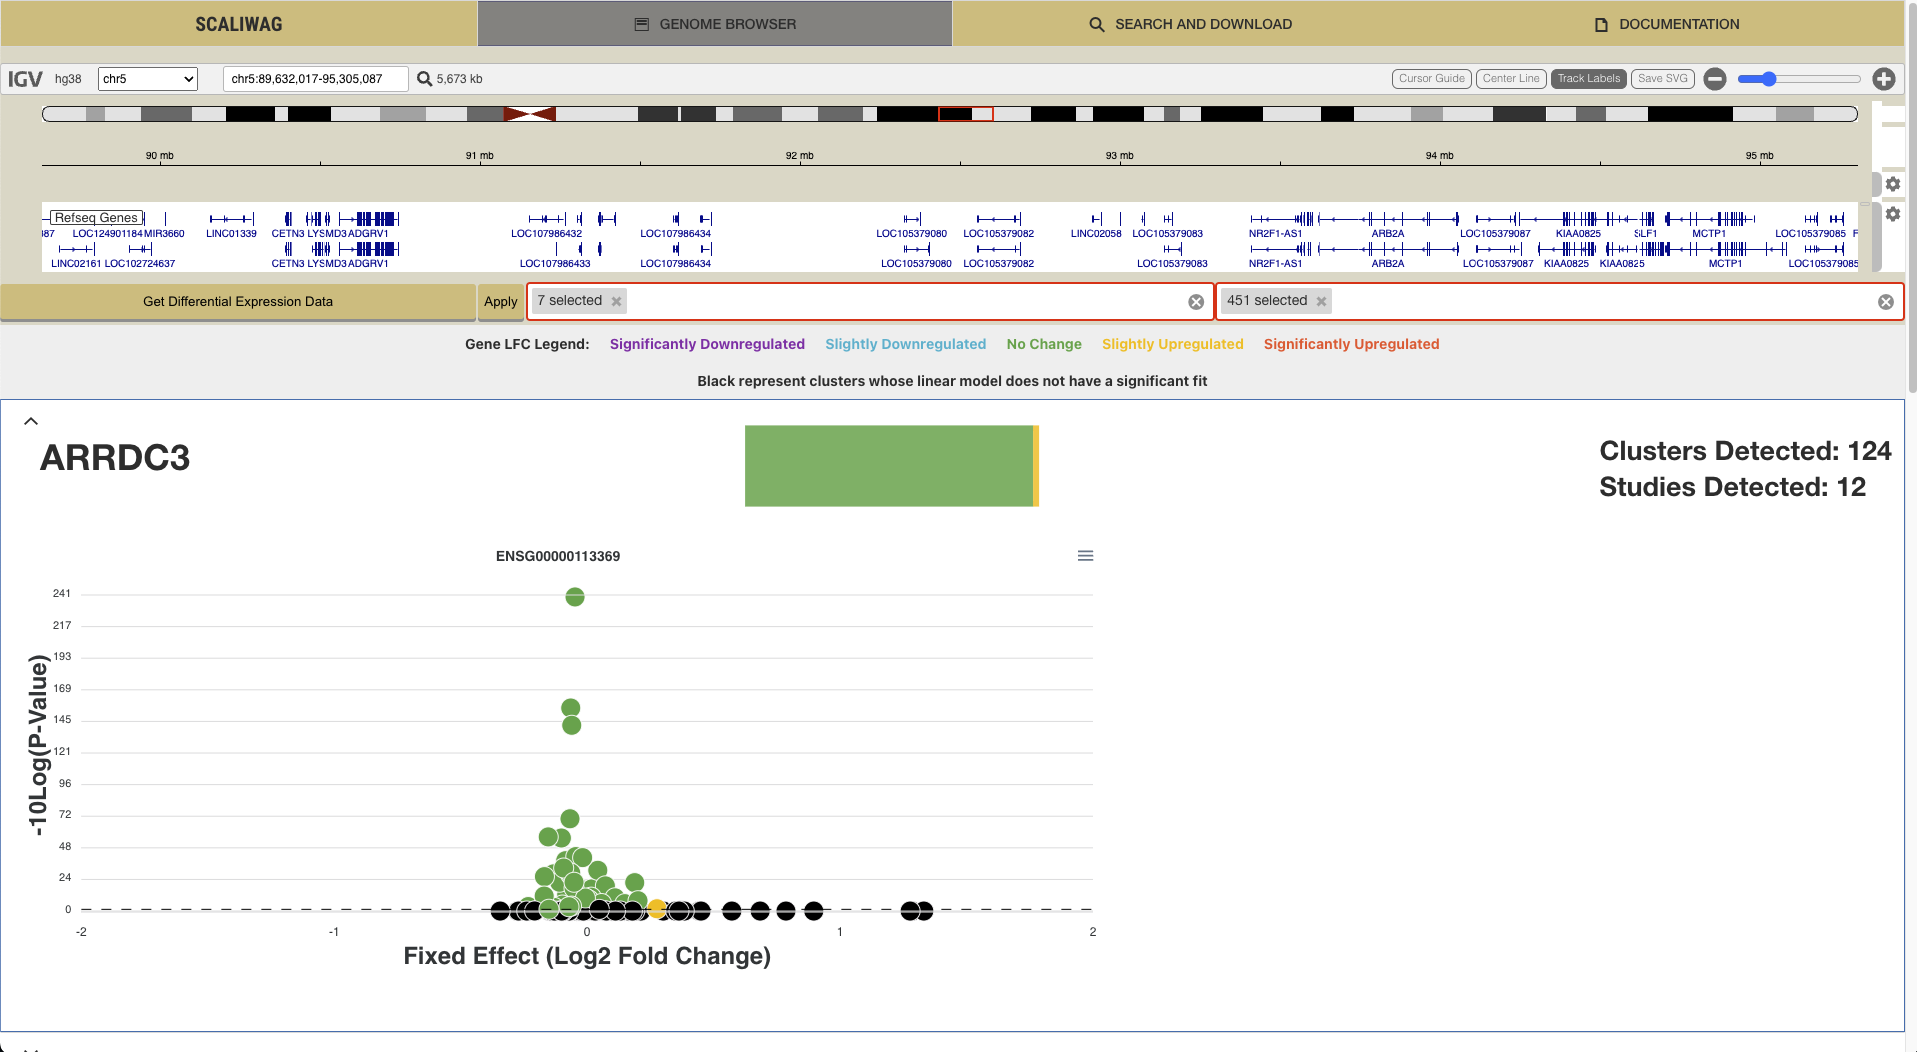 SCALIWAG
GENOME BROWSER
SEARCH AND DOWNLOAD
DOCUMENTATION
IGV hg38 chr5 chr5:89,632,017-95,305,087 5,673 kb Cursor Guide Center Line Track Labels Save SVG
90 mb 91 mb 92 mb 93 mb 94 mb 95 mb
Refseq Genes
LOC124901184 MIR3660 LINC01339 CETN3 LYSMD3 ADGRV1 LOC107986432 LOC107986434 LOC105379080 LOC105379082 LINC02058 LOC105379083 NR2F1-AS1 ARB2A LOC105379087 KIAA0825 SLF1 MCTP1 LOC105379085
LINC02161 LOC102724637 CETN3 LYSMD3 ADGRV1 LOC107986433 LOC107986434 LOC105379080 LOC105379082 LOC105379083 NR2F1-AS1 ARB2A LOC105379087 KIAA0825 KIAA0825 MCTP1 LOC105379085
Get Differential Expression Data Apply 7 selected 451 selected
Gene LFC Legend: Significantly Downregulated Slightly Downregulated No Change Slightly Upregulated Significantly Upregulated
Black represent clusters whose linear model does not have a significant fit
ARRDC3
Clusters Detected: 124
Studies Detected: 12
ENSG00000113369
241
217
193
169
145
121
96
72
48
24
0
-10Log(P-Value)
-2 -1 0 1 2
Fixed Effect (Log2 Fold Change)